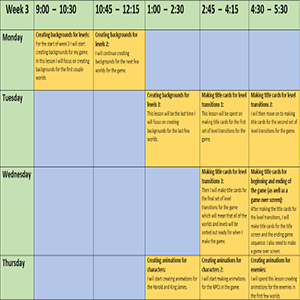 Week 3
9:00 - 10:30
10:45 - 12:15
1:00 - 2:30
2:45 - 4:15
4:30 - 5:30
Monday
Creating backgrounds for levels:
For the start of week 3 I will start
creating backgrounds for my game.
In this lesson I will focus on creating
backgrounds for the first couple
worlds.
Creating backgrounds for
levels 2:
I will continue creating
backgrounds for the next few
worlds for the game.
Tuesday
Creating backgrounds for
levels 3:
This lesson will be the last time I
will focus on creating
backgrounds for the last few
worlds.
Making title cards for level
transitions 1:
This lesson will be spent on
making title cards for the first
set of level transitions for the
game.
Making title cards for level
transitions 2:
I will then move on to making
title cards for the second set of
level transitions for the game.
Wednesday
Making title cards for level
transitions 3:
Then I will make title cards for
the final set of level
transitions for the game
which will mean that all of the
worlds and levels will be
sorted out ready for when I
make the game.
Making title cards for
beginning and ending of
the game (as well as a
game over screen):
After making the title cards for
the level transitions, I will
make title cards for the title
screen and the ending game
sequence. I also need to make
a game over screen.
Thursday
Creating animations for
characters:
I will start creating animations
for the Harold and King James.
Creating animations for
characters 2:
I will start making animations
for the NPCs in the game.
Creating animations for
enemies:
I will spend this lesson creating
animations for the enemies in
the first few worlds.